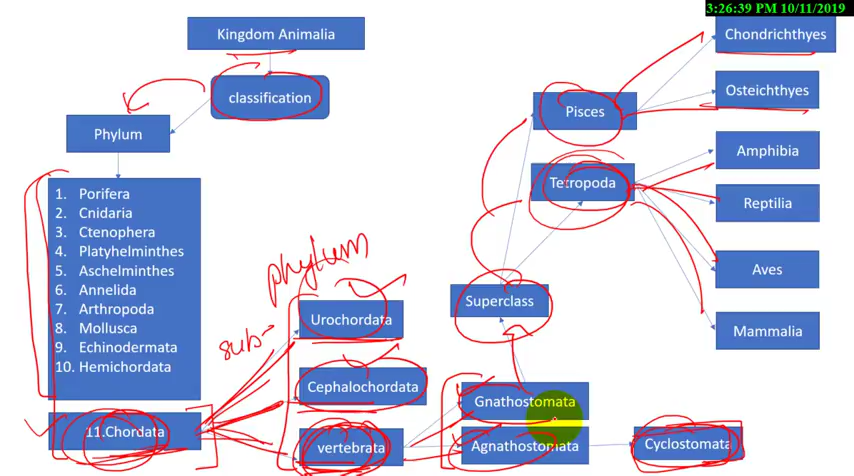 3:26:39 PM 10/11/2019
Kingdom Animalia
classification
Phylum
1. Porifera
2. Cnidaria
3. Ctenophera
4. Platyhelminthes
5. Aschelminthes
6. Annelida
7. Arthropoda
8. Mollusca
9. Echinodermata
10. Hemichordata
11.Chordata
sub-
phylum
Urochordata
Cephalochordata
vertebrata
Gnathostomata
Agnathostomata
Cyclostomata
Superclass
Pisces
Tetropoda
Chondrichthyes
Osteichthyes
Amphibia
Reptilia
Aves
Mammalia